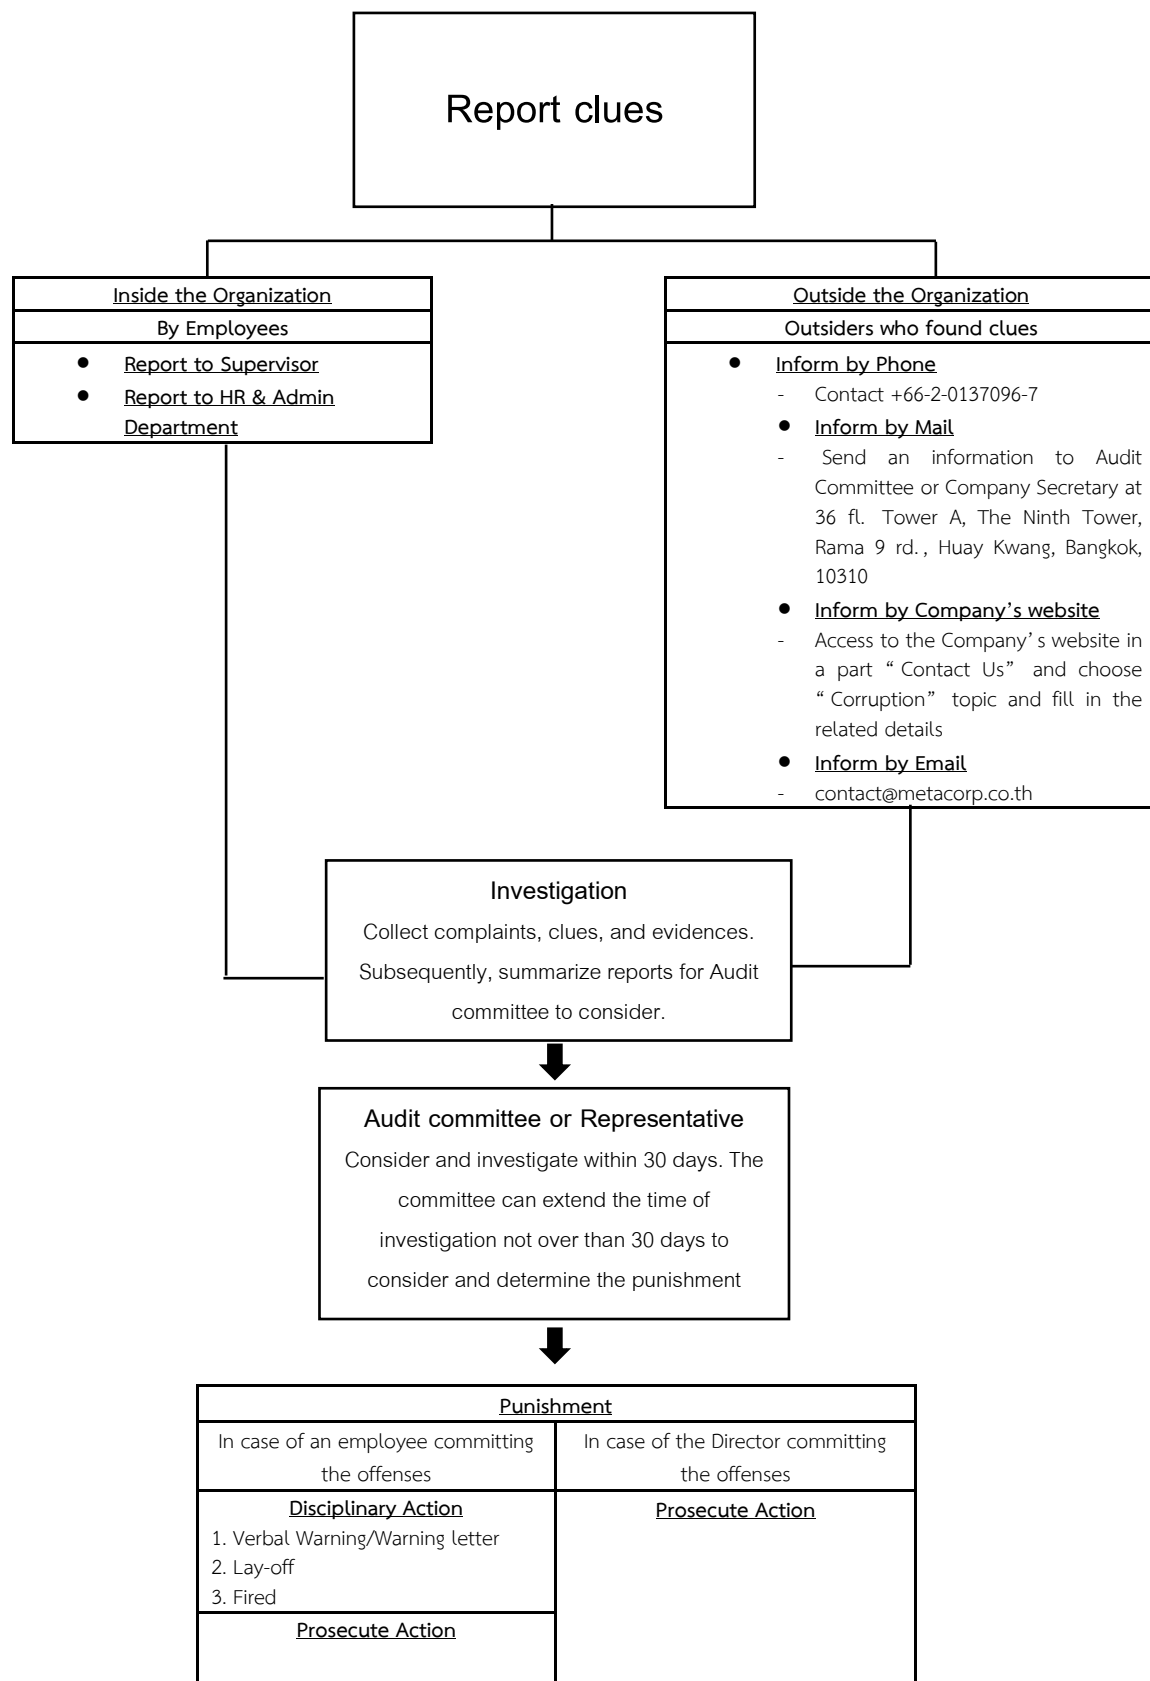 Report clues
Inside the Organization
By Employees
● Report to Supervisor
● Report to HR & Admin
Department
Outside the Organization
Outsiders who found clues
● Inform by Phone
- Contact +66-2-0137096-7
● Inform by Mail
- Send an information to Audit
Committee or Company Secretary at
36 fl. Tower A, The Ninth Tower,
Rama 9 rd., Huay Kwang, Bangkok,
10310
● Inform by Company’s website
- Access to the Company’s website in
a part “Contact Us” and choose
“Corruption” topic and fill in the
related details
● Inform by Email
- contact@metacorp.co.th
Investigation
Collect complaints, clues, and evidences.
Subsequently, summarize reports for Audit
committee to consider.
Audit committee or Representative
Consider and investigate within 30 days. The
committee can extend the time of
investigation not over than 30 days to
consider and determine the punishment
Punishment
In case of an employee committing
the offenses
In case of the Director committing
the offenses
Disciplinary Action
1. Verbal Warning/Warning letter
2. Lay-off
3. Fired
Prosecute Action
Prosecute Action